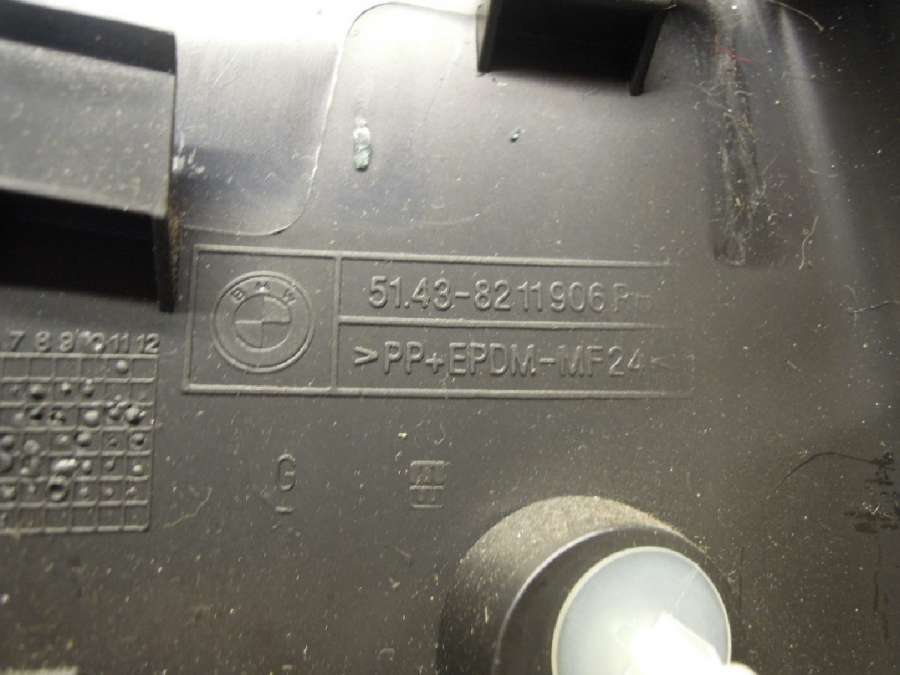 BMW
51.43-8211906
>PP+EPDM-MF24<
7 8 9 10 11 12
G